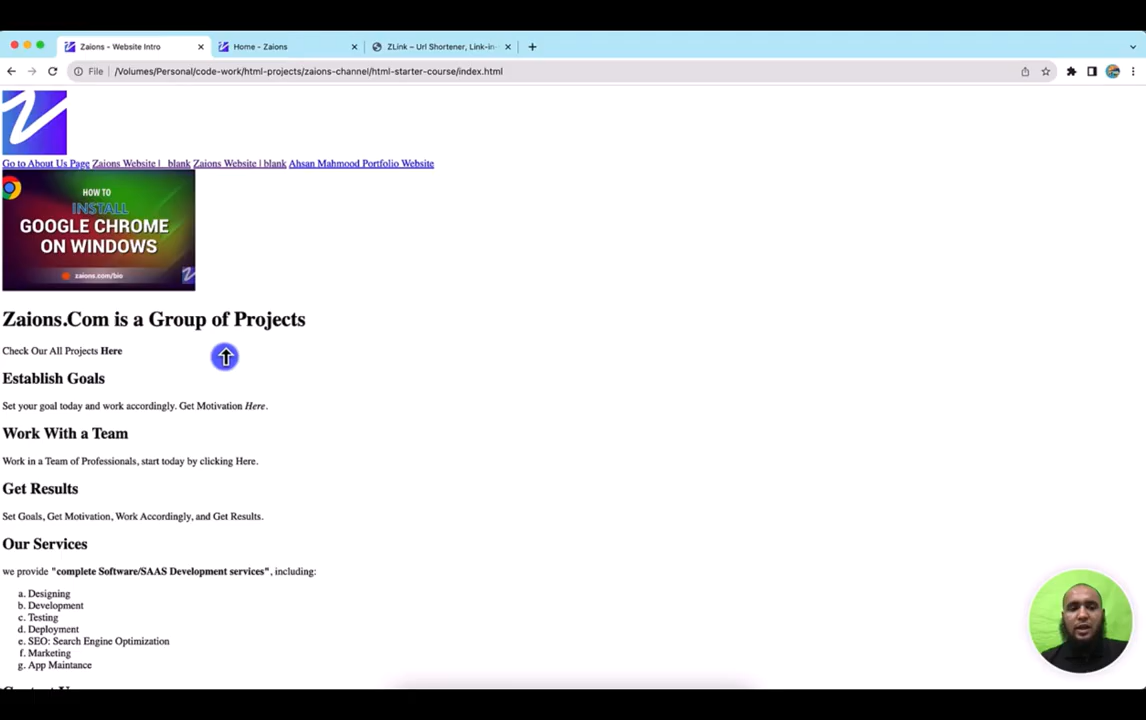 Zaions - Website Intro
Home - Zaions
ZLink – Url Shortener, Link-in-
File
/Volumes/Personal/code-work/html-projects/zaions-channel/html-starter-course/index.html
Go to About Us Page Zaions Website | _blank Zaions Website | blank Ahsan Mahmood Portfolio Website
HOW TO
INSTALL
GOOGLE CHROME
ON WINDOWS
zaions.com/bio
Zaions.Com is a Group of Projects
Check Our All Projects Here
Establish Goals
Set your goal today and work accordingly. Get Motivation Here.
Work With a Team
Work in a Team of Professionals, start today by clicking Here.
Get Results
Set Goals, Get Motivation, Work Accordingly, and Get Results.
Our Services
we provide "complete Software/SAAS Development services", including:
a. Designing
b. Development
c. Testing
d. Deployment
e. SEO: Search Engine Optimization
f. Marketing
g. App Maintance